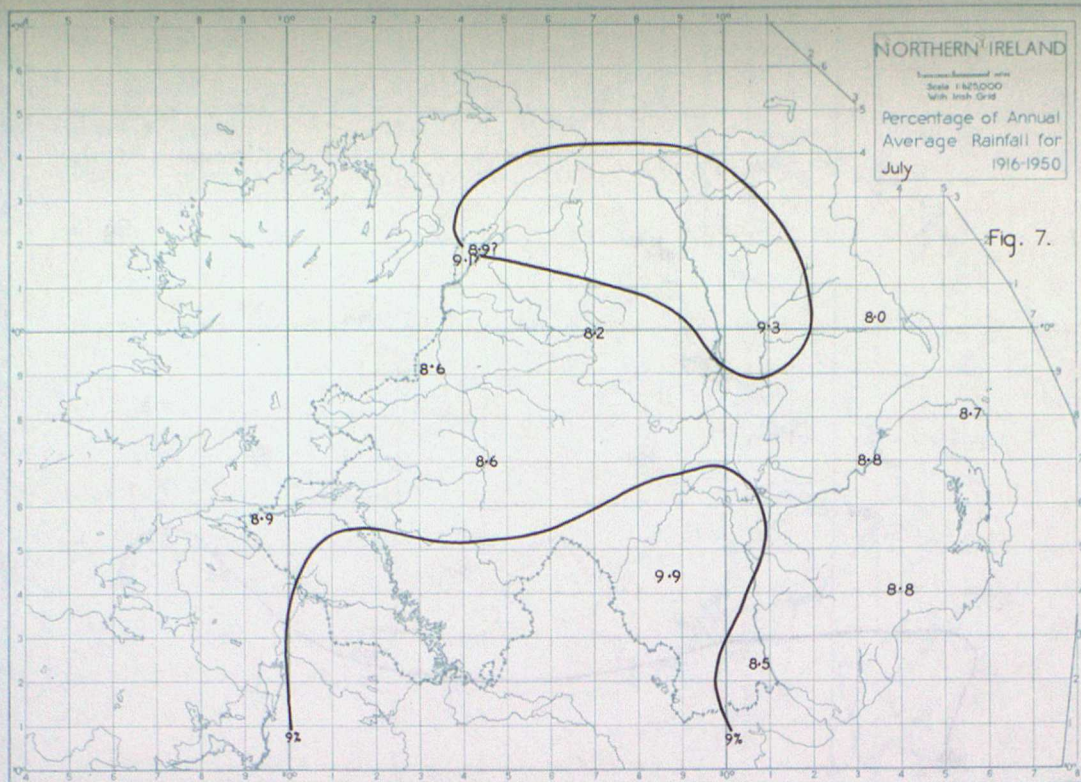 NORTHERN IRELAND
Scale 1:625,000
With Irish Grid
Percentage of Annual
Average Rainfall for
July 1916-1950
Fig. 7.
8·9?
9·1?
8·2
9·3
8·0
8·6
8·7
8·6
8·8
8·9
9·9
8·8
8·5
9%
9%